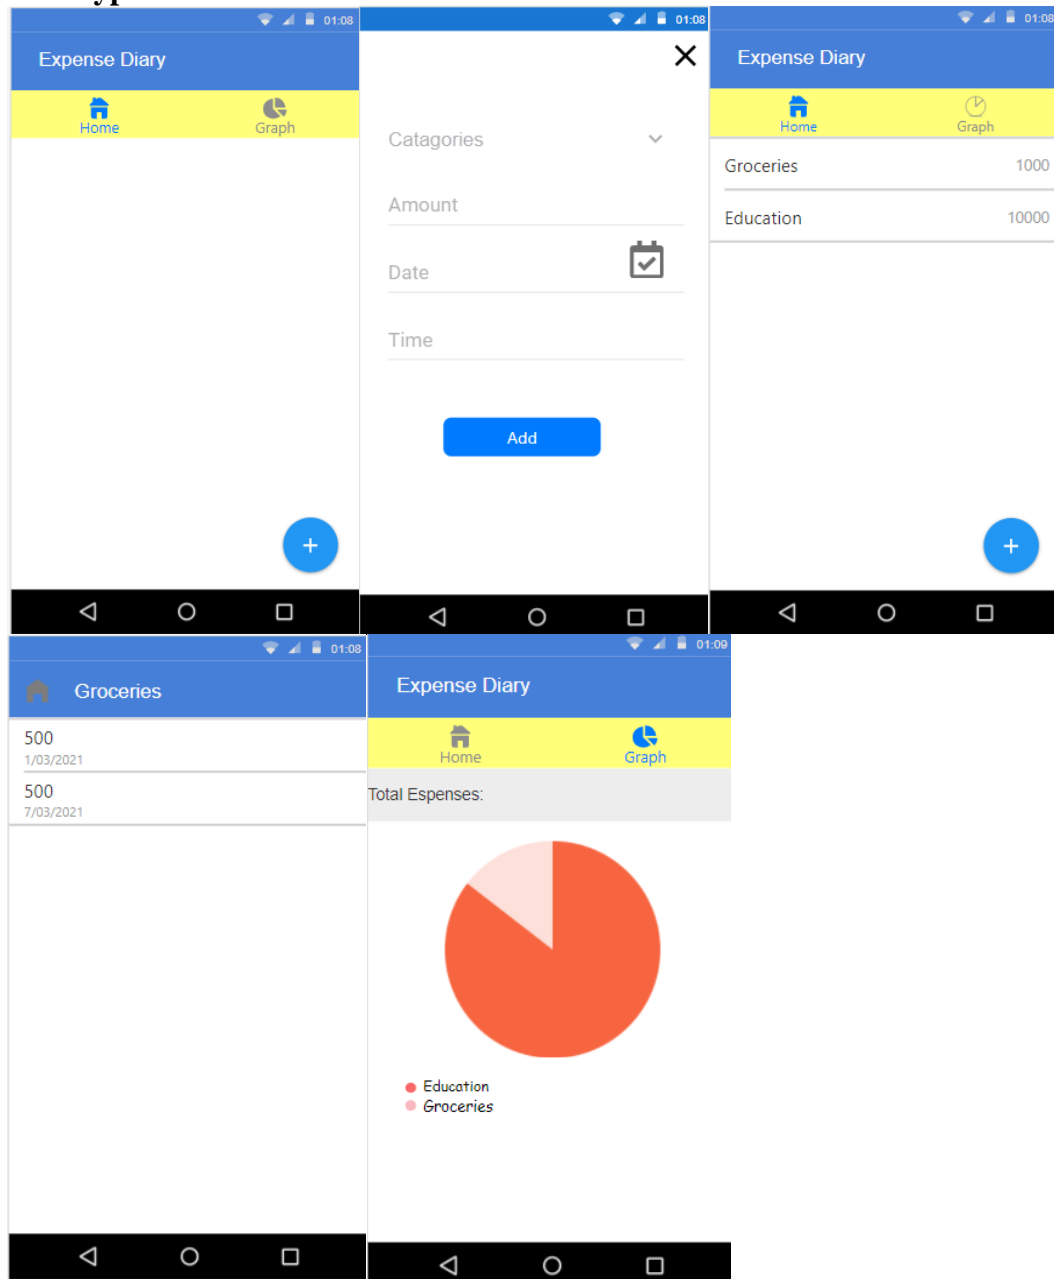 01:08
Expense Diary
Home Graph
+
01:08
Catagories
Amount
Date
Time
Add
01:08
Expense Diary
Home Graph
Groceries 1000
Education 10000
+
01:08
Groceries
500
1/03/2021
500
7/03/2021
01:09
Expense Diary
Home Graph
Total Espenses:
Education
Groceries